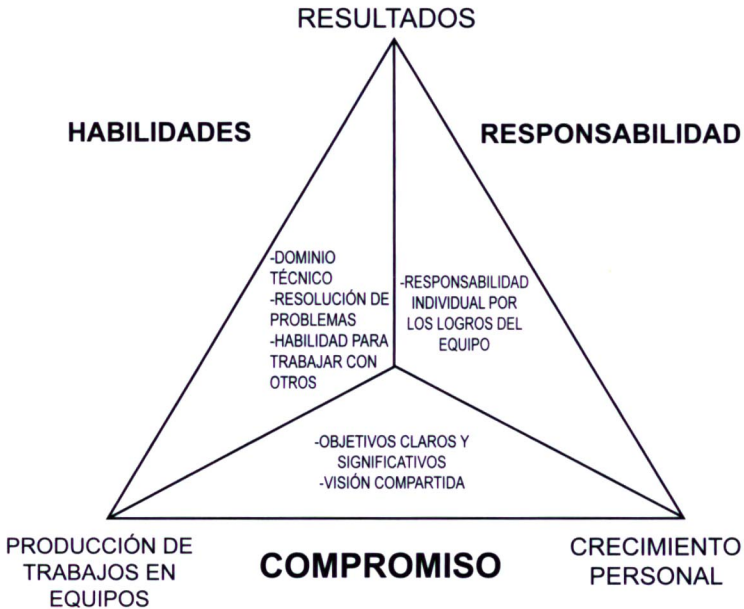 RESULTADOS
HABILIDADES
RESPONSABILIDAD
-DOMINIO
TÉCNICO
-RESOLUCIÓN DE
PROBLEMAS
-HABILIDAD PARA
TRABAJAR CON
OTROS
-RESPONSABILIDAD
INDIVIDUAL POR
LOS LOGROS DEL
EQUIPO
-OBJETIVOS CLAROS Y
SIGNIFICATIVOS
-VISIÓN COMPARTIDA
PRODUCCIÓN DE
TRABAJOS EN
EQUIPOS
COMPROMISO
CRECIMIENTO
PERSONAL